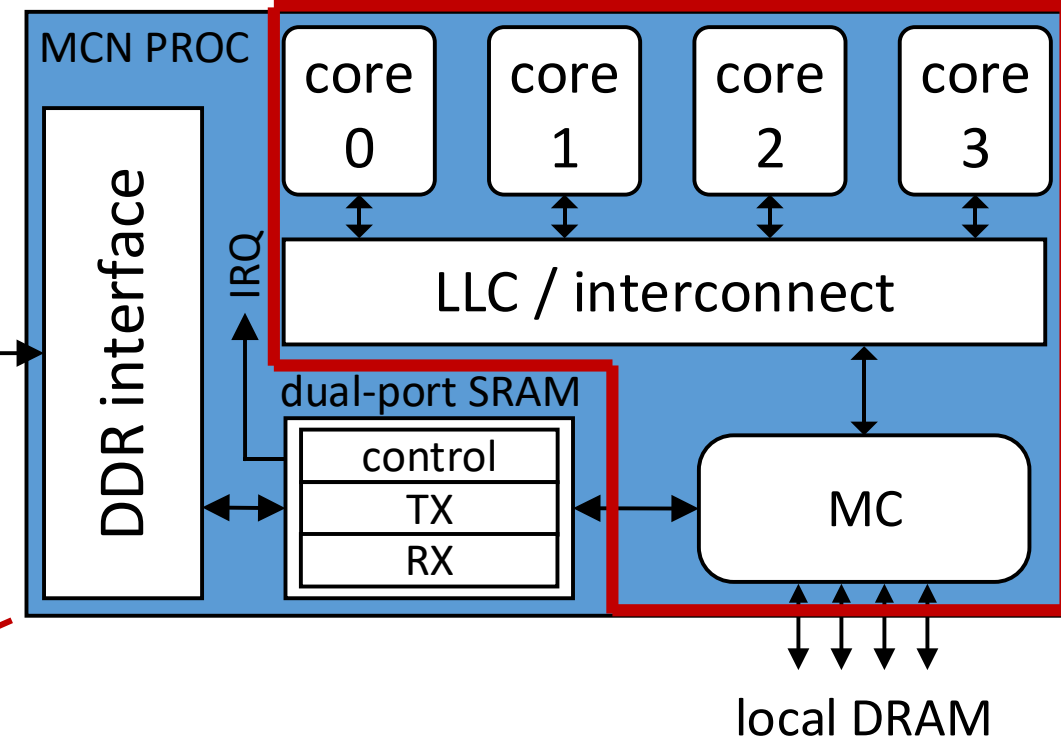 MCN PROC
core
0
core
1
core
2
core
3
DDR interface
IRQ
LLC / interconnect
dual-port SRAM
control
TX
RX
MC
local DRAM